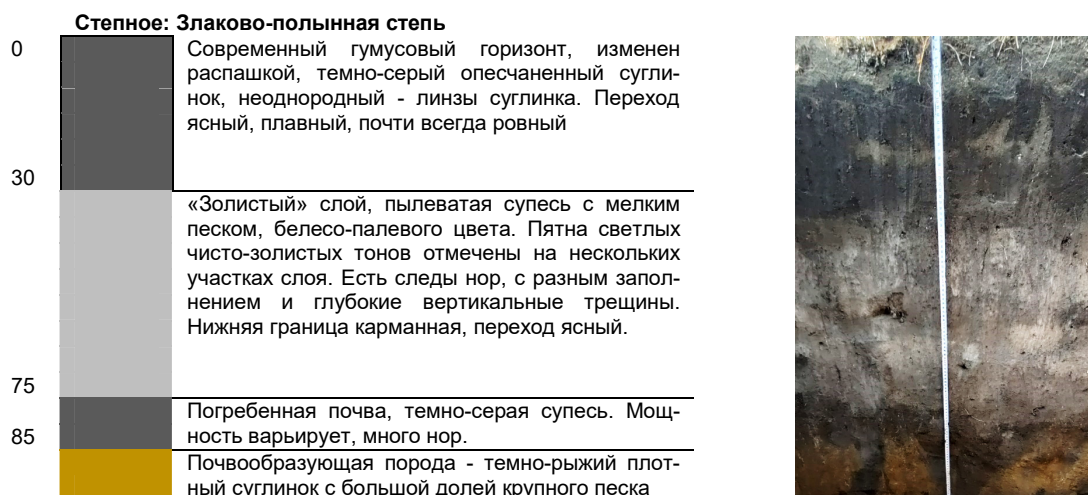 Степное: Злаково-полынная степь
0
Современный гумусовый горизонт, изменен
распашкой, темно-серый опесчаненный сугли-
нок, неоднородный - линзы суглинка. Переход
ясный, плавный, почти всегда ровный
30
«Золистый» слой, пылеватая супесь с мелким
песком, белесо-палевого цвета. Пятна светлых
чисто-золистых тонов отмечены на нескольких
участках слоя. Есть следы нор, с разным запол-
нением и глубокие вертикальные трещины.
Нижняя граница карманная, переход ясный.
75
Погребенная почва, темно-серая супесь. Мощ-
ность варьирует, много нор.
85
Почвообразующая порода - темно-рыжий плот-
ный суглинок с большой долей крупного песка